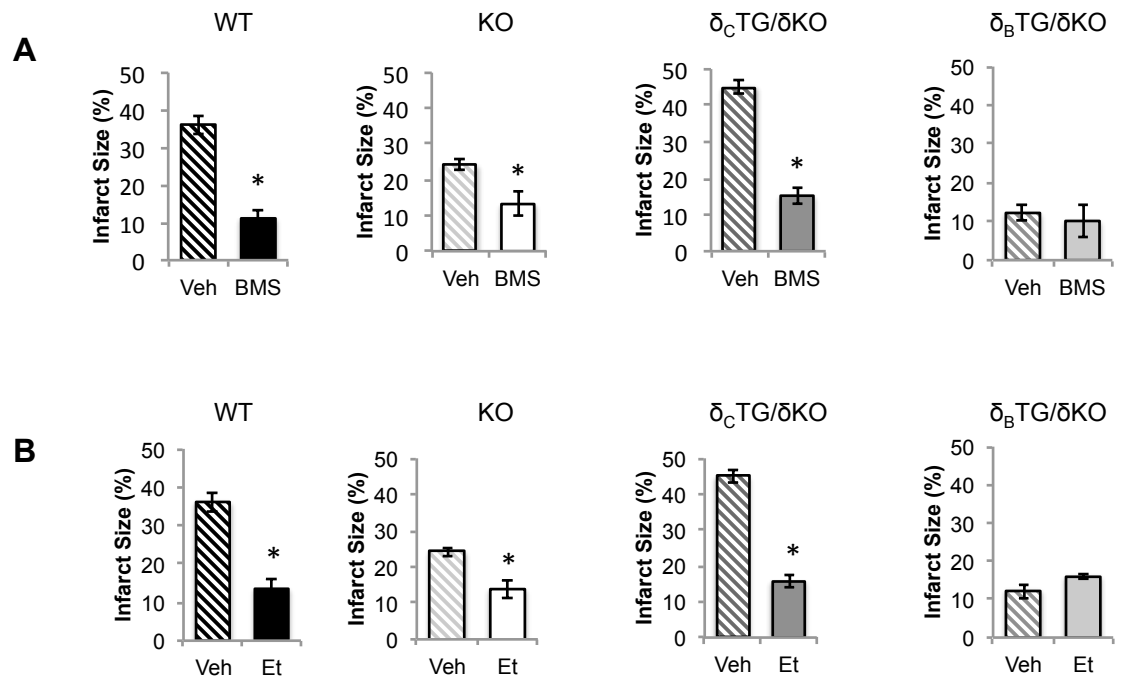 WT KO δCTG/δKO δBTG/δKO
A
Infarct Size (%) Infarct Size (%) Infarct Size (%) Infarct Size (%)
50 50 50 50
40 40 40 40
30 30 30 30
20 20 20 20
10 10 10 10
0 0 0 0
* * *
Veh BMS Veh BMS Veh BMS Veh BMS
WT KO δCTG/δKO δBTG/δKO
B
Infarct Size (%) Infarct Size (%) Infarct Size (%) Infarct Size (%)
50 50 50 50
40 40 40 40
30 30 30 30
20 20 20 20
10 10 10 10
0 0 0 0
* * *
Veh Et Veh Et Veh Et Veh Et